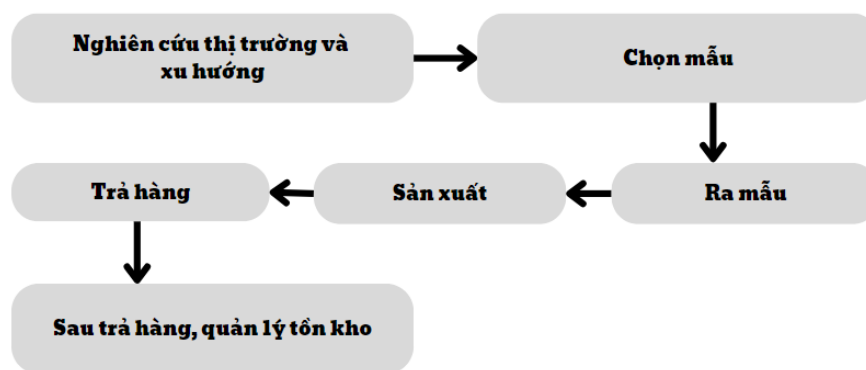 Nghiên cứu thị trường và
xu hướng
Chọn mẫu
Ra mẫu
Sản xuất
Trả hàng
Sau trả hàng, quản lý tồn kho